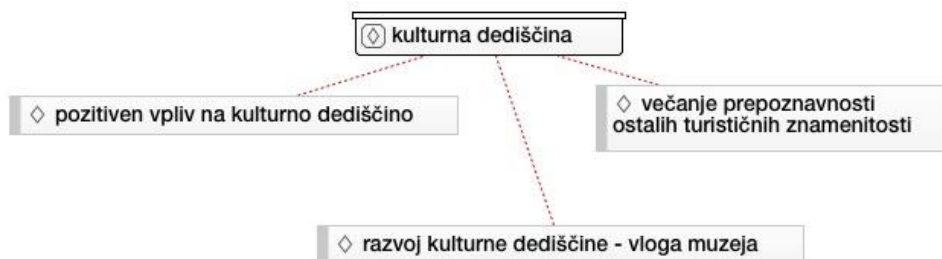 kulturna dediščina
pozitiven vpliv na kulturno dediščino
večanje prepoznavnosti
ostalih turističnih znamenitosti
razvoj kulturne dediščine - vloga muzeja